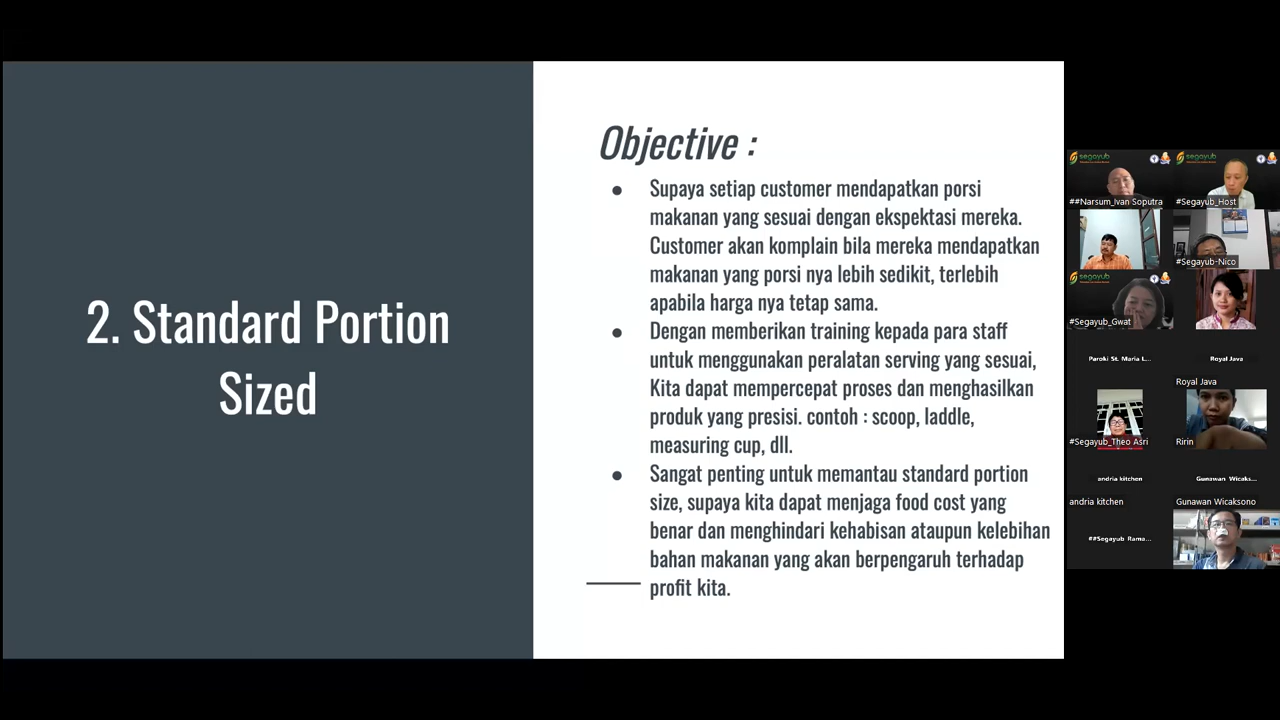 2. Standard Portion
Sized
Objective :
● Supaya setiap customer mendapatkan porsi
makanan yang sesuai dengan ekspektasi mereka.
Customer akan komplain bila mereka mendapatkan
makanan yang porsi nya lebih sedikit, terlebih
apabila harga nya tetap sama.
● Dengan memberikan training kepada para staff
untuk menggunakan peralatan serving yang sesuai,
Kita dapat mempercepat proses dan menghasilkan
produk yang presisi. contoh : scoop, laddle,
measuring cup, dll.
● Sangat penting untuk memantau standard portion
size, supaya kita dapat menjaga food cost yang
benar dan menghindari kehabisan ataupun kelebihan
bahan makanan yang akan berpengaruh terhadap
profit kita.
segayub
segayub
##Narsum_Ivan Soputra
#Segayub_Host
#Segayub-Nico
segayub
#Segayub_Gwat
Paroki St. Maria L...
Royal Java
Royal Java
#Segayub_Theo Asri
Ririn
andria kitchen
Gunawan Wicaks...
andria kitchen
Gunawan Wicaksono
##Segayub Rama...